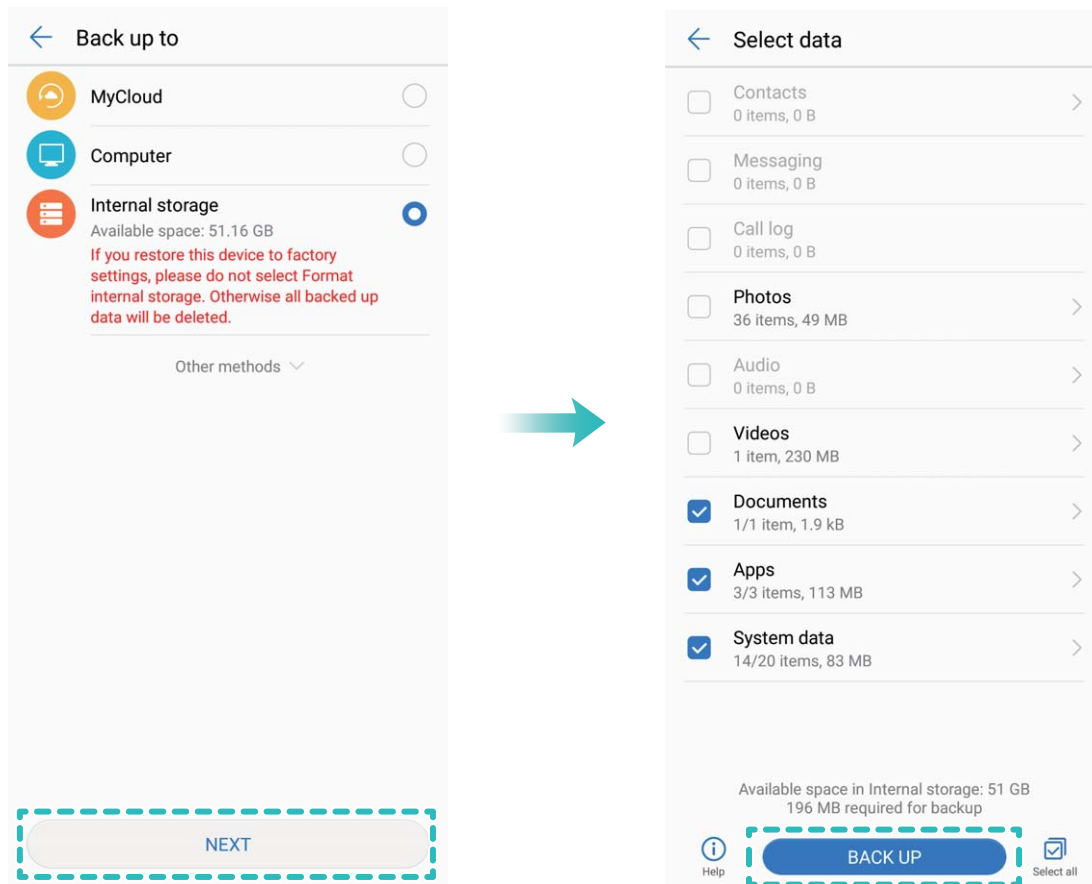 Back up to
MyCloud
Computer
Internal storage
Available space: 51.16 GB
If you restore this device to factory
settings, please do not select Format
internal storage. Otherwise all backed up
data will be deleted.
Other methods
NEXT
Select data
Contacts
0 items, 0 B
Messaging
0 items, 0 B
Call log
0 items, 0 B
Photos
36 items, 49 MB
Audio
0 items, 0 B
Videos
1 item, 230 MB
Documents
1/1 item, 1.9 kB
Apps
3/3 items, 113 MB
System data
14/20 items, 83 MB
Available space in Internal storage: 51 GB
196 MB required for backup
Help
BACK UP
Select all